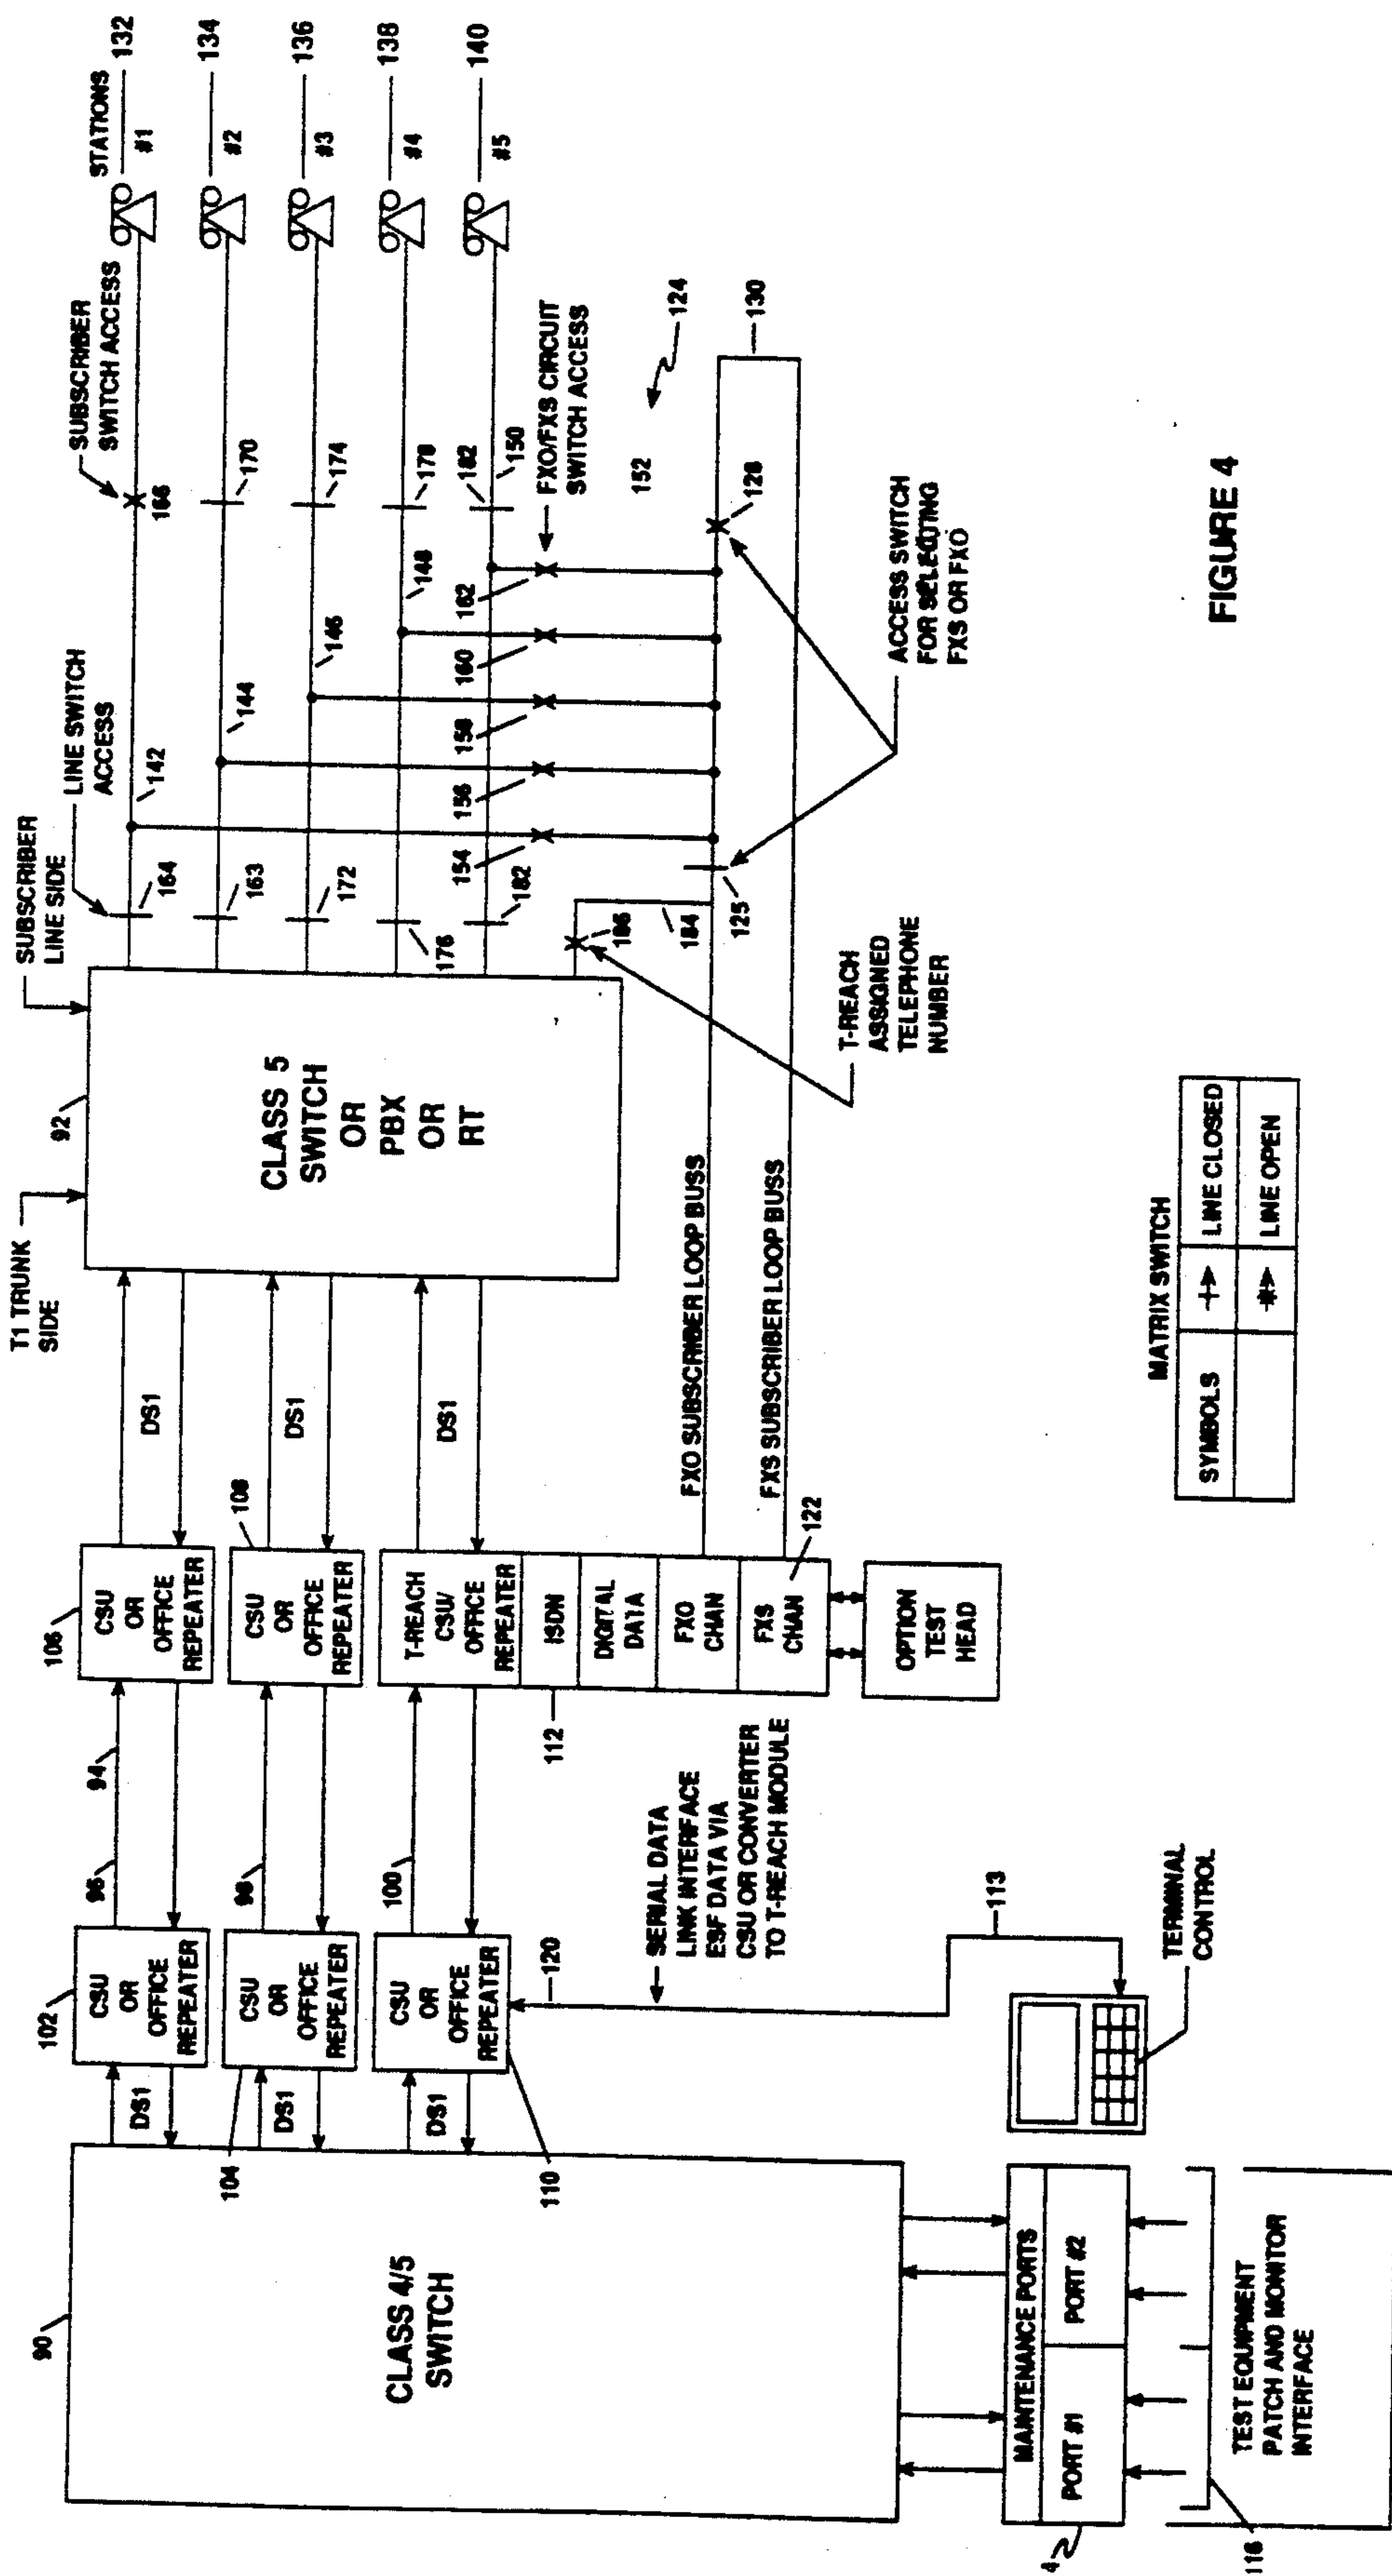 T1 TRUNK
SIDE
92
SUBSCRIBER
LINE SIDE
LINE SWITCH
ACCESS
SUBSCRIBER
SWITCH ACCESS
STATIONS
90
CLASS 4/5
SWITCH
DS1
DS1
DS1
102
CSU
OR
OFFICE
REPEATER
104
CSU
OR
OFFICE
REPEATER
110
CSU
OR
OFFICE
REPEATER
96
94
98
100
106
CSU
OR
OFFICE
REPEATER
108
CSU
OR
OFFICE
REPEATER
T-REACH
CSU/
OFFICE
REPEATER
ISDN
DIGITAL
DATA
FXO
CHAN
FXS
CHAN
112
122
OPTION
TEST
HEAD
DS1
DS1
DS1
CLASS 5
SWITCH
OR
PBX
OR
RT
164
142
166
#1
132
163
144
170
#2
134
172
146
174
#3
136
176
148
178
#4
138
182
182
150
#5
140
FXO/FXS CIRCUIT
SWITCH ACCESS
154
156
158
160
162
152
124
186
184
125
128
130
FXO SUBSCRIBER LOOP BUSS
FXS SUBSCRIBER LOOP BUSS
T-REACH
ASSIGNED
TELEPHONE
NUMBER
ACCESS SWITCH
FOR SELECTING
FXS OR FXO
120
SERIAL DATA
LINK INTERFACE
ESF DATA VIA
CSU OR CONVERTER
TO T-REACH MODULE
113
TERMINAL
CONTROL
MAINTENANCE PORTS
PORT #1
PORT #2
4
116
TEST EQUIPMENT
PATCH AND MONITOR
INTERFACE
MATRIX SWITCH
SYMBOLS
LINE CLOSED
LINE OPEN
FIGURE 4